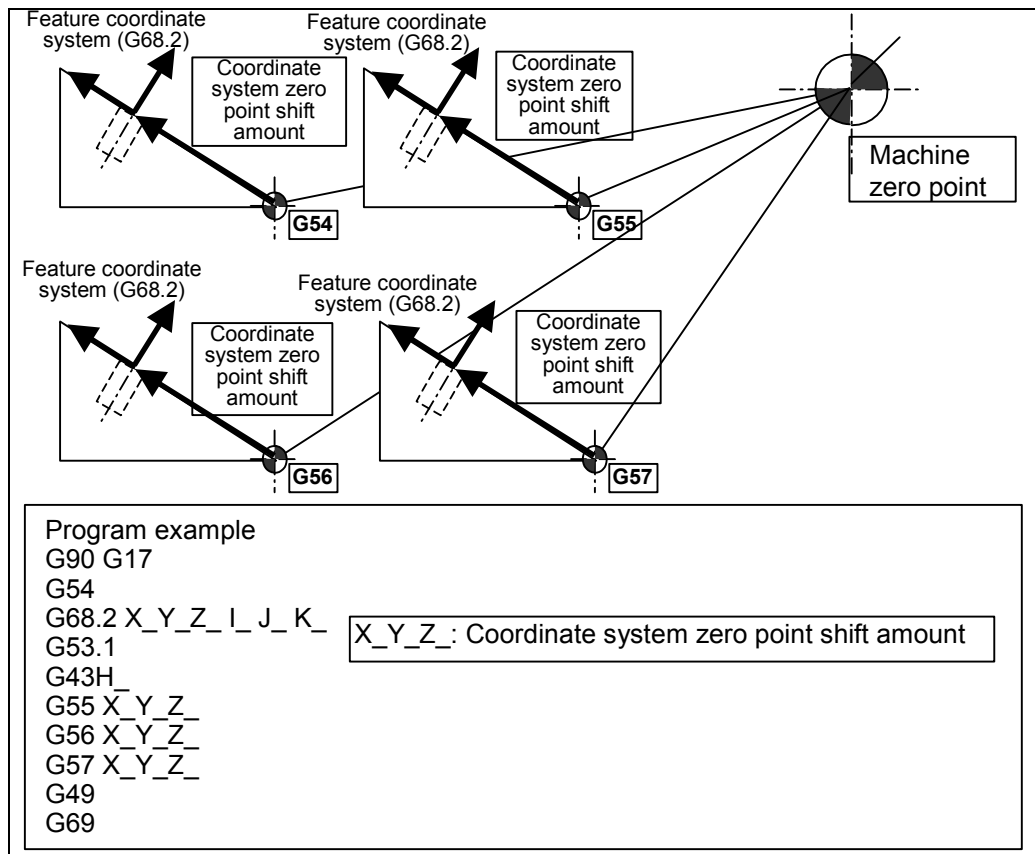 Feature coordinate
system (G68.2)
Coordinate
system zero
point shift
amount
G54
Feature coordinate
system (G68.2)
Coordinate
system zero
point shift
amount
G55
Machine
zero point
Feature coordinate
system (G68.2)
Coordinate
system zero
point shift
amount
G56
Feature coordinate
system (G68.2)
Coordinate
system zero
point shift
amount
G57
Program example
G90 G17
G54
G68.2 X_Y_Z_ I_ J_ K_
X_Y_Z_: Coordinate system zero point shift amount
G53.1
G43H_
G55 X_Y_Z_
G56 X_Y_Z_
G57 X_Y_Z_
G49
G69